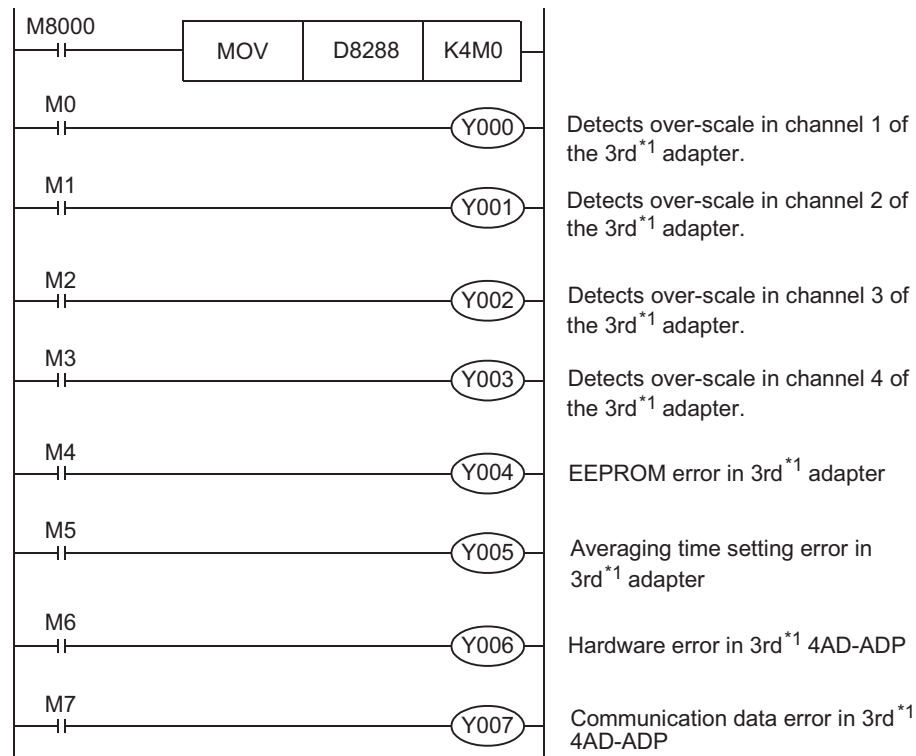 M8000
MOV D8288 K4M0
M0
Y000 Detects over-scale in channel 1 of
the 3rd*1 adapter.
M1
Y001 Detects over-scale in channel 2 of
the 3rd*1 adapter.
M2
Y002 Detects over-scale in channel 3 of
the 3rd*1 adapter.
M3
Y003 Detects over-scale in channel 4 of
the 3rd*1 adapter.
M4
Y004 EEPROM error in 3rd*1 adapter
M5
Y005 Averaging time setting error in
3rd*1 adapter
M6
Y006 Hardware error in 3rd*1 4AD-ADP
M7
Y007 Communication data error in 3rd*1
4AD-ADP